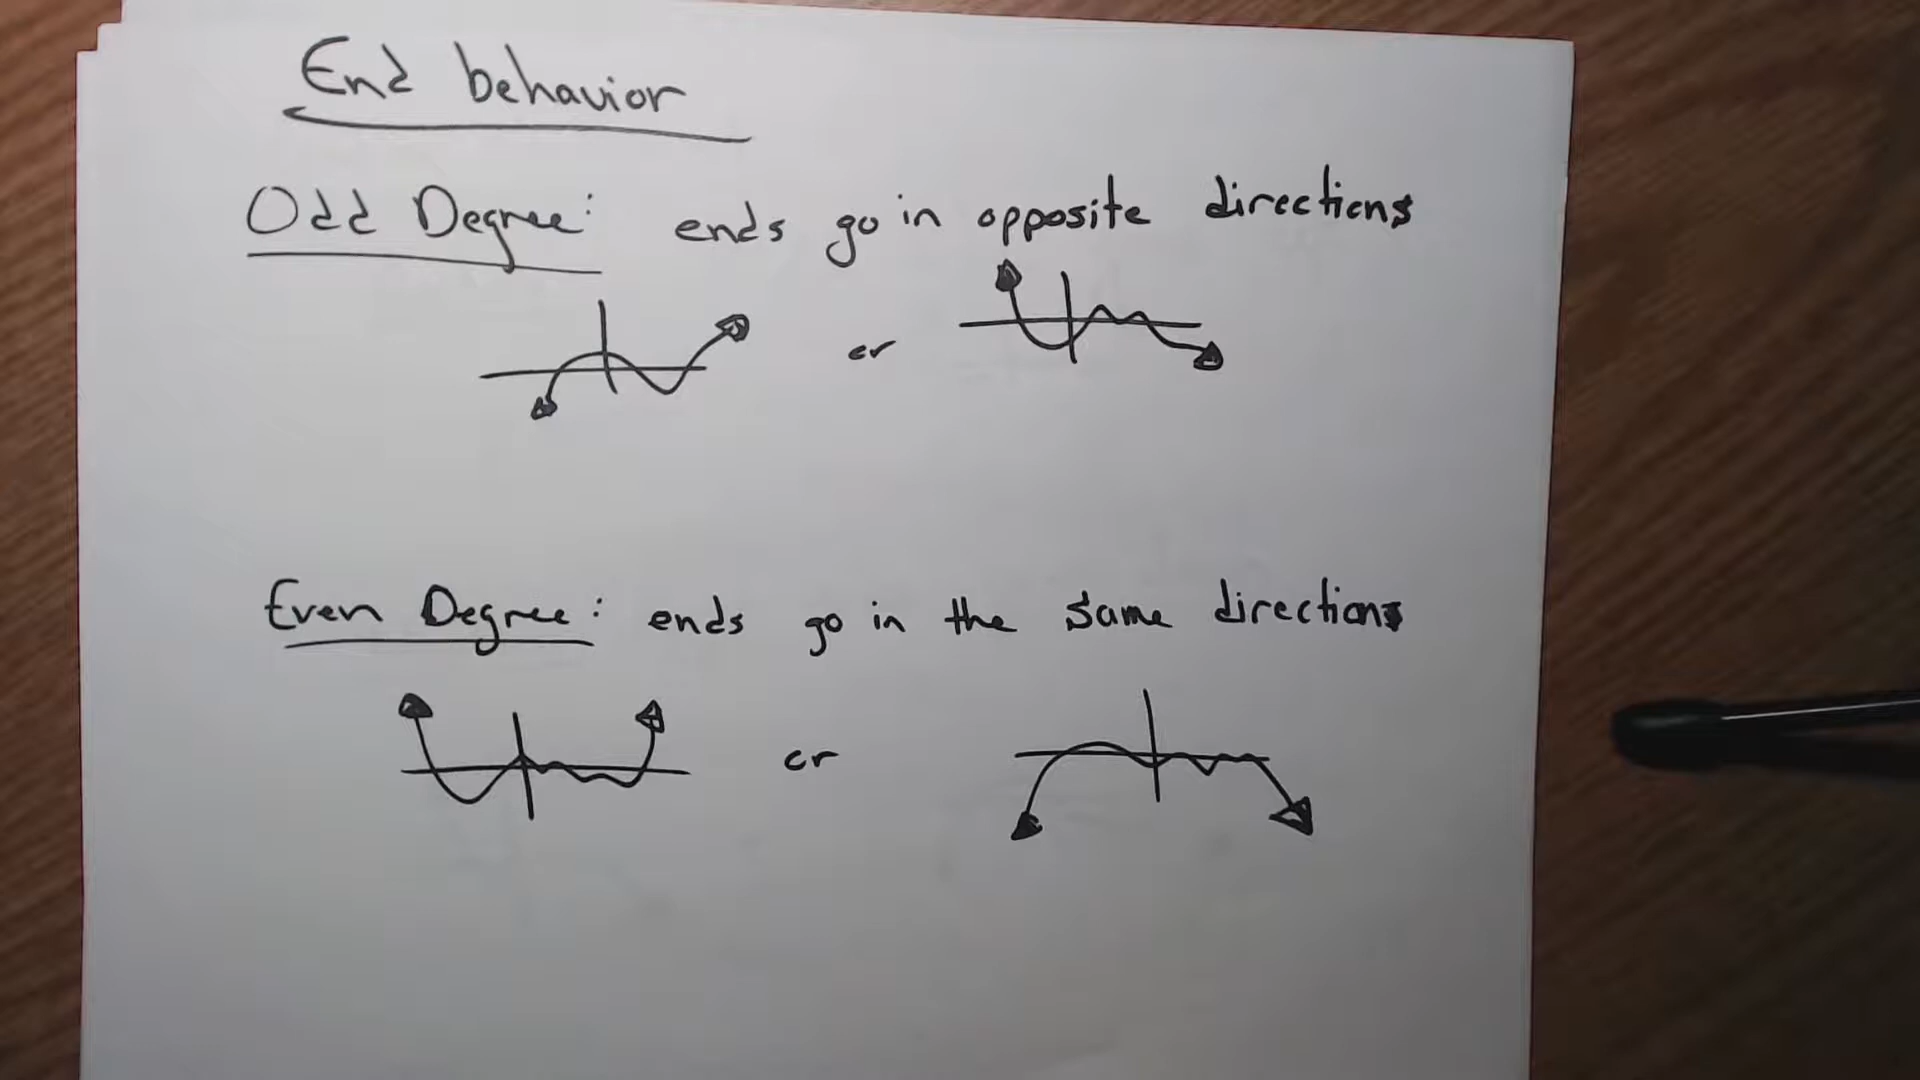 End behavior
Odd Degree: ends go in opposite directions
or
Even Degree: ends go in the same directions
or